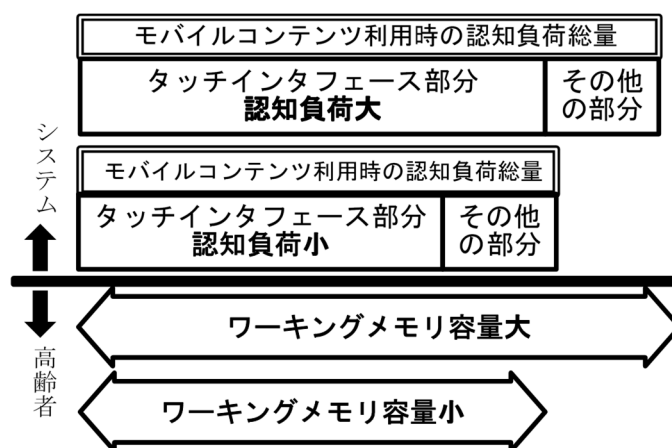 モバイルコンテンツ利用時の認知負荷総量
タッチインタフェース部分
認知負荷大
その他
の部分
モバイルコンテンツ利用時の認知負荷総量
タッチインタフェース部分
認知負荷小
その他
の部分
システム
高齢者
ワーキングメモリ容量大
ワーキングメモリ容量小